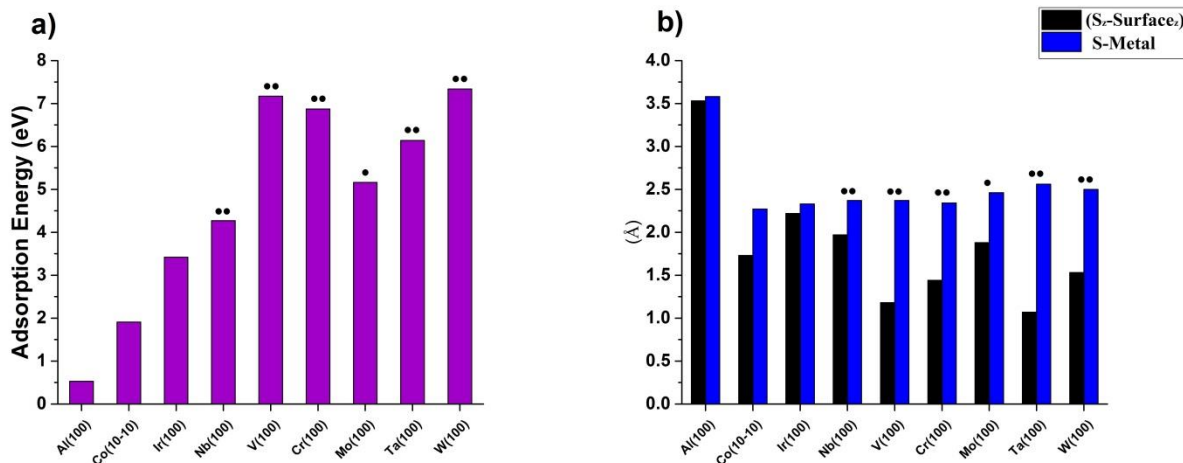 a)
Adsorption Energy (eV)
8
7
6
5
4
3
2
1
0
Al(100)
Co(10-10)
Ir(100)
Nb(100)
V(100)
Cr(100)
Mo(100)
Ta(100)
W(100)
b)
(Sz-Surfacez)
S-Metal
(Å)
4.0
3.5
3.0
2.5
2.0
1.5
1.0
0.5
0.0
Al(100)
Co(10-10)
Ir(100)
Nb(100)
V(100)
Cr(100)
Mo(100)
Ta(100)
W(100)